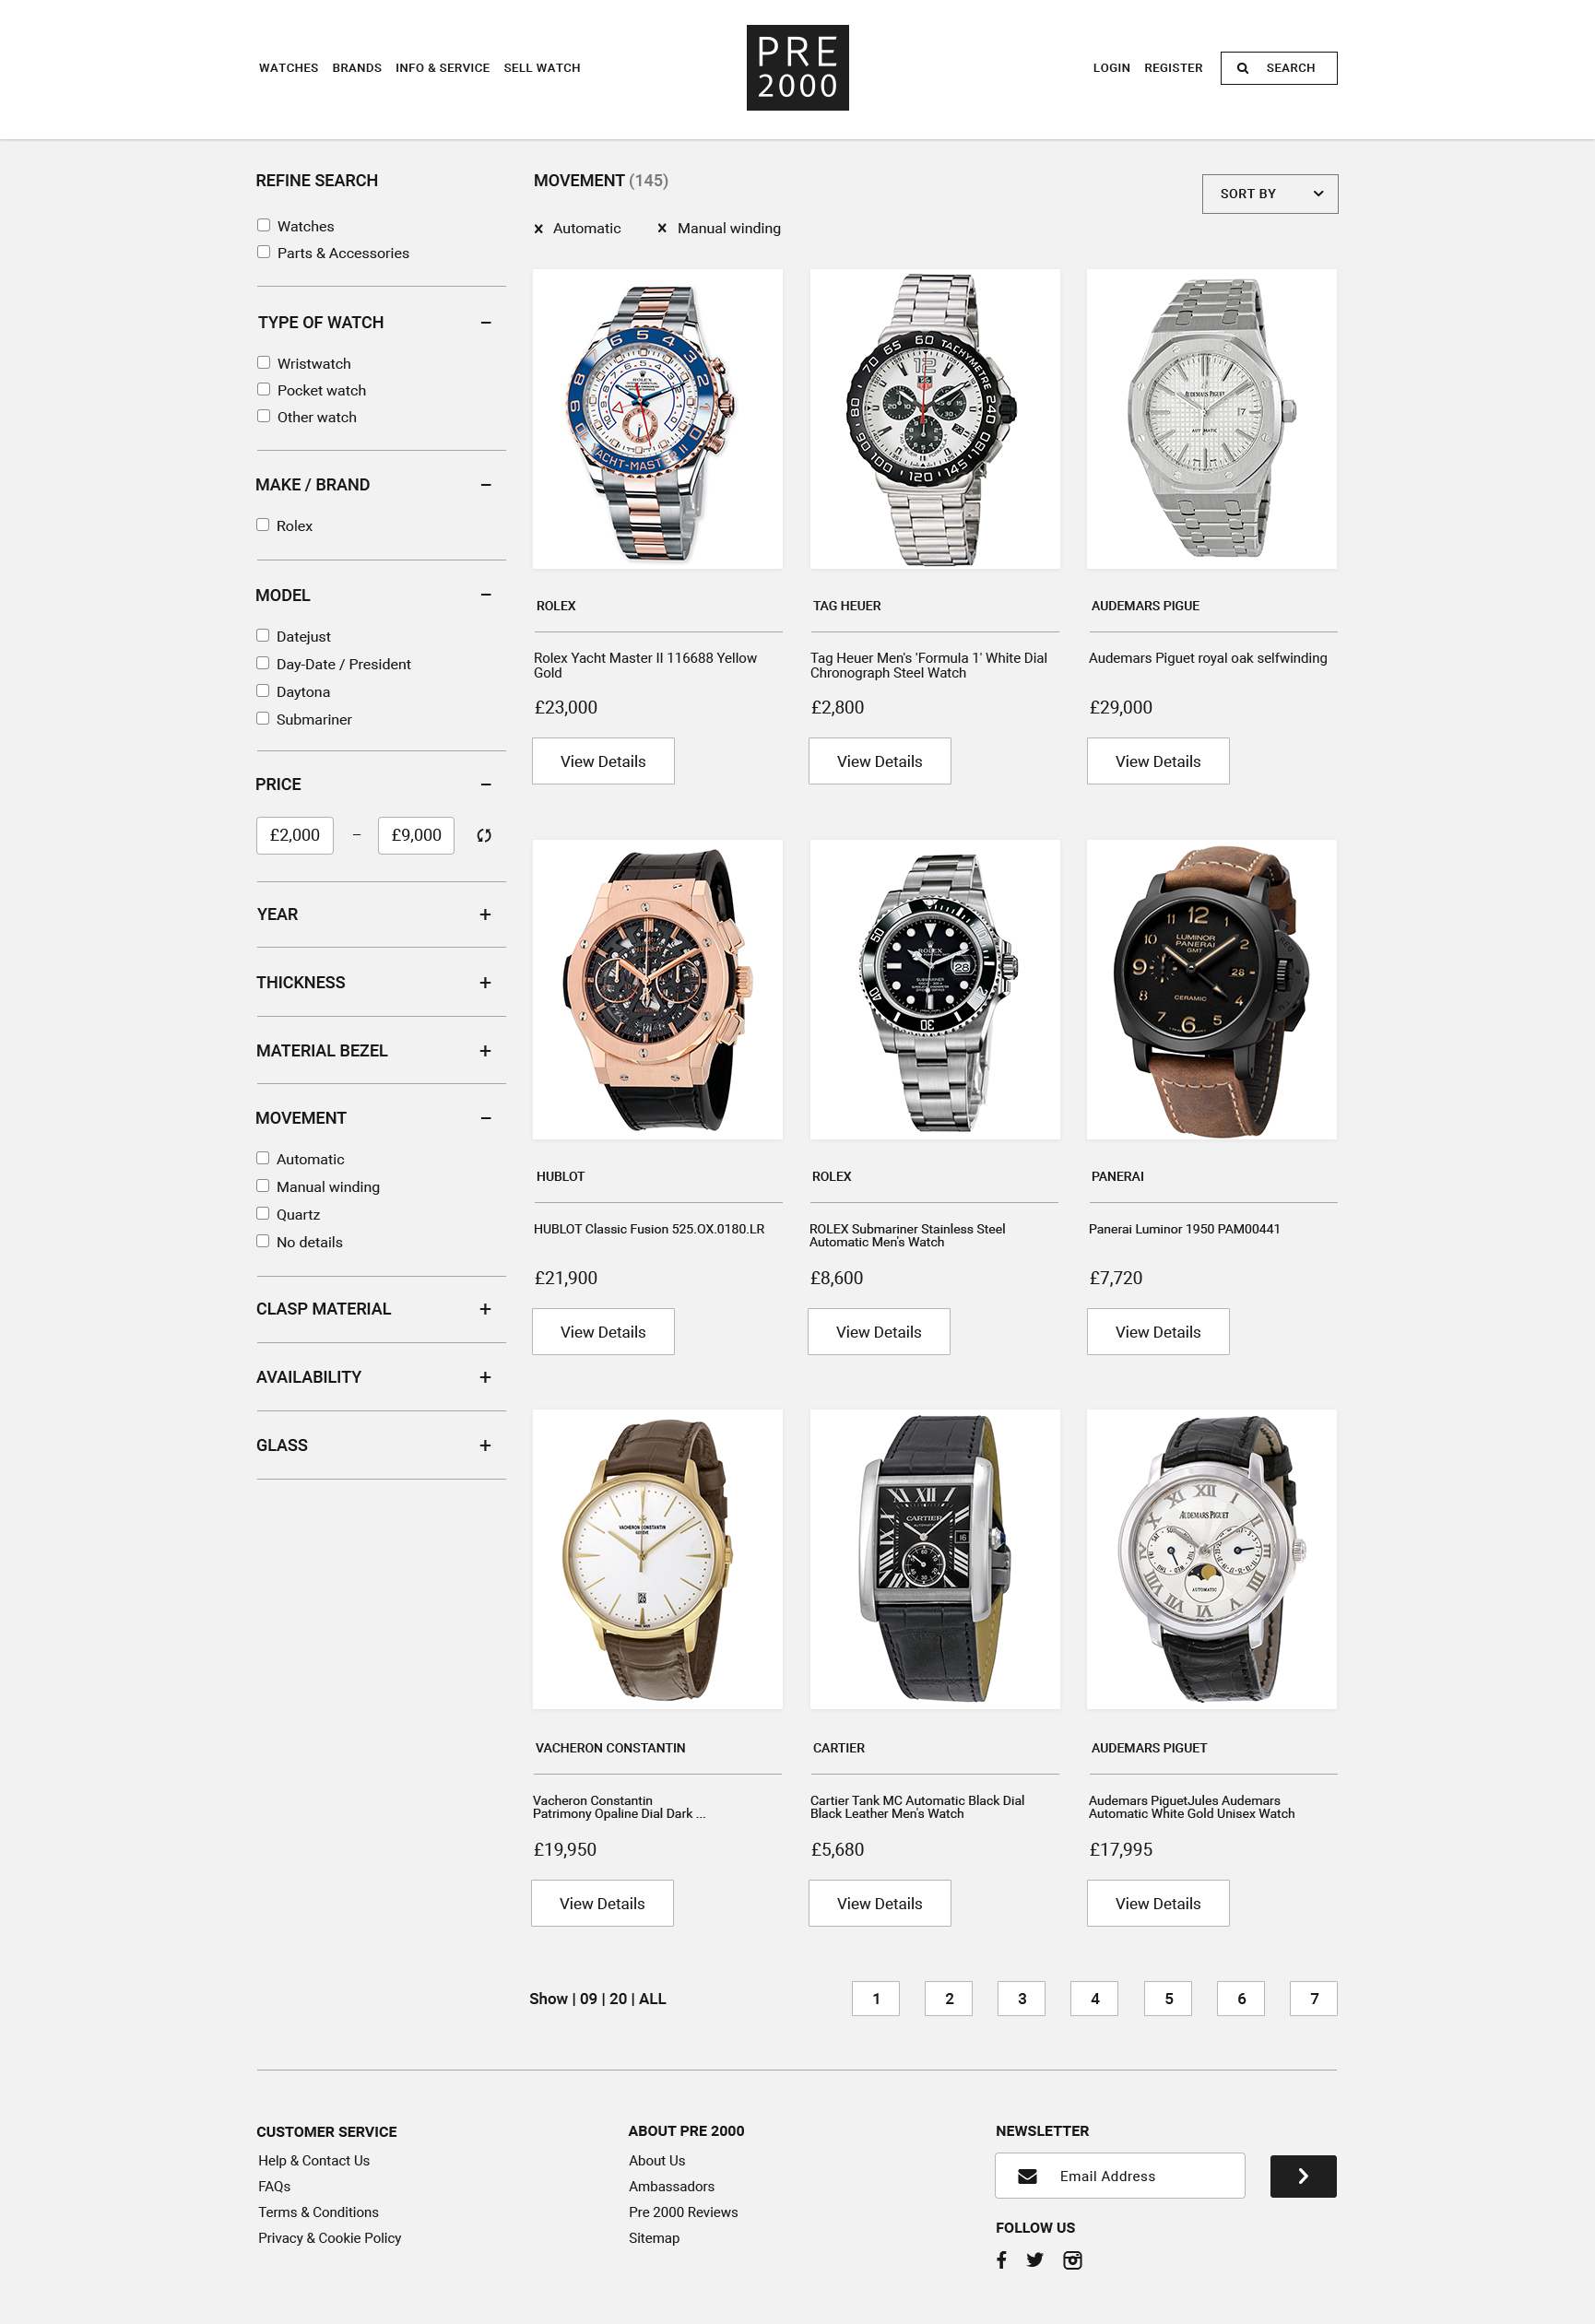 WATCHES BRANDS INFO & SERVICE SELL WATCH
PRE
2000
LOGIN REGISTER SEARCH
REFINE SEARCH
Watches
Parts & Accessories
TYPE OF WATCH –
Wristwatch
Pocket watch
Other watch
MAKE / BRAND –
Rolex
MODEL –
Datejust
Day-Date / President
Daytona
Submariner
PRICE –
£2,000 – £9,000
YEAR +
THICKNESS +
MATERIAL BEZEL +
MOVEMENT –
Automatic
Manual winding
Quartz
No details
CLASP MATERIAL +
AVAILABILITY +
GLASS +
MOVEMENT (145)
SORT BY
x Automatic x Manual winding
ROLEX
Rolex Yacht Master II 116688 Yellow
Gold
£23,000
View Details
TAG HEUER
Tag Heuer Men's 'Formula 1' White Dial
Chronograph Steel Watch
£2,800
View Details
AUDEMARS PIGUE
Audemars Piguet royal oak selfwinding
£29,000
View Details
HUBLOT
HUBLOT Classic Fusion 525.OX.0180.LR
£21,900
View Details
ROLEX
ROLEX Submariner Stainless Steel
Automatic Men's Watch
£8,600
View Details
LUMINOR
PANERAI
GMT
CERAMIC
PANERAI
Panerai Luminor 1950 PAM00441
£7,720
View Details
VACHERON CONSTANTIN
VACHERON CONSTANTIN
Vacheron Constantin
Patrimony Opaline Dial Dark ...
£19,950
View Details
CARTIER
CARTIER
Cartier Tank MC Automatic Black Dial
Black Leather Men's Watch
£5,680
View Details
AUDEMARS PIGUET
AUTOMATIC
AUDEMARS PIGUET
Audemars PiguetJules Audemars
Automatic White Gold Unisex Watch
£17,995
View Details
Show | 09 | 20 | ALL
1 2 3 4 5 6 7
CUSTOMER SERVICE
Help & Contact Us
FAQs
Terms & Conditions
Privacy & Cookie Policy
ABOUT PRE 2000
About Us
Ambassadors
Pre 2000 Reviews
Sitemap
NEWSLETTER
Email Address
FOLLOW US